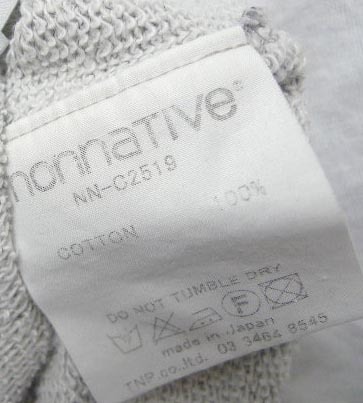 nonnative®
NN-C2519
COTTON 100%
DO NOT TUMBLE DRY
F
made in Japan
TNP.co.,ltd. 03 3464 8545